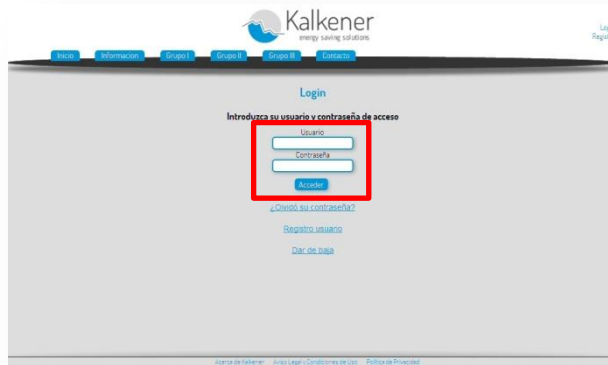 Kalkener
energy saving solutions
Inicio Informacion Grupo I Grupo II Grupo III Contacto
Login
Introduzca su usuario y contraseña de acceso
Usuario
Contraseña
Acceder
¿Olvidó su contraseña?
Registro usuario
Dar de baja
Acerca de Kalkener Aviso Legal y Condiciones de Uso Política de Privacidad